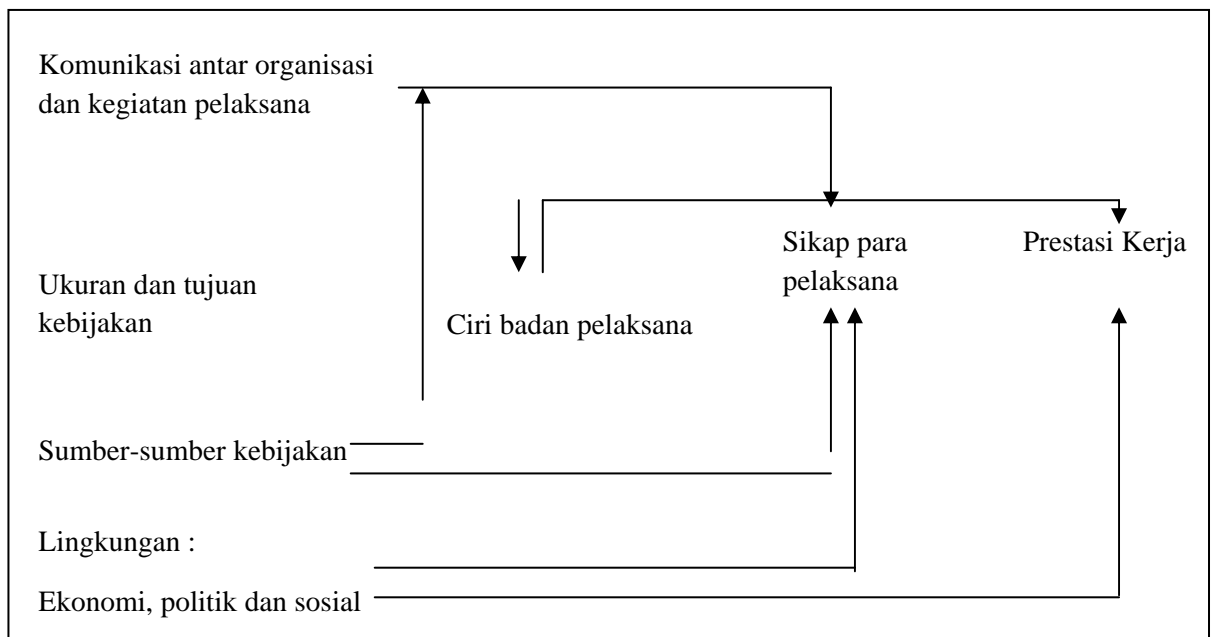 Komunikasi antar organisasi
dan kegiatan pelaksana
Sikap para
pelaksana
Prestasi Kerja
Ukuran dan tujuan
kebijakan
Ciri badan pelaksana
Sumber-sumber kebijakan
Lingkungan :
Ekonomi, politik dan sosial